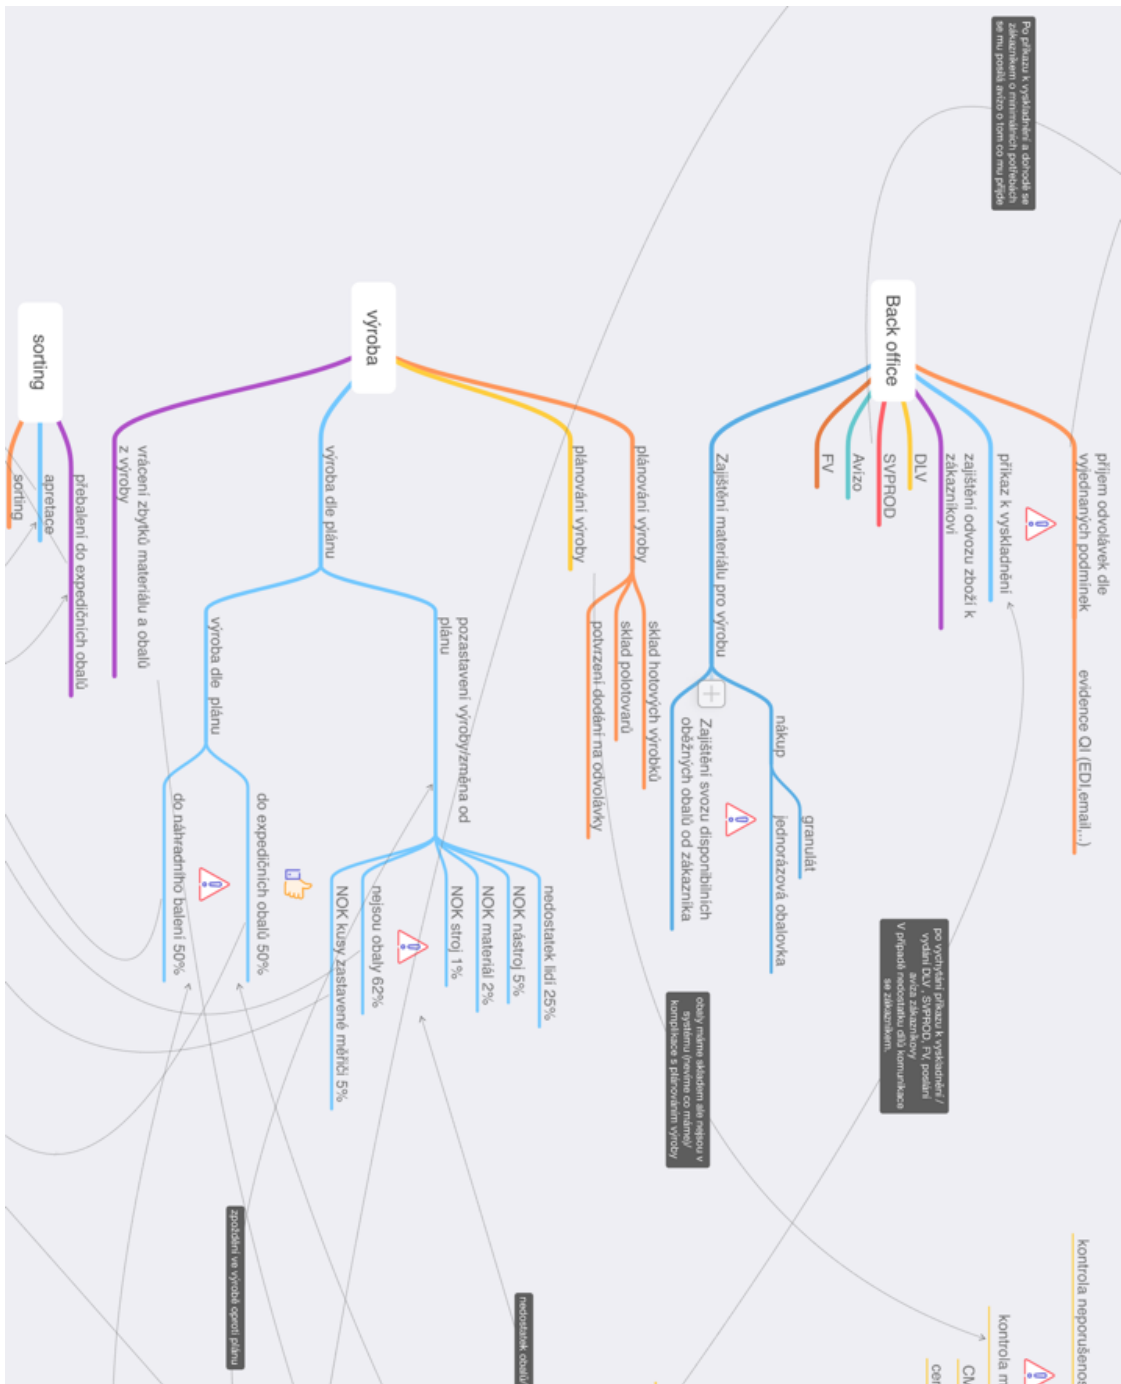 příjem odvolávek dle
vyjednaných podmínek
evidence QI (EDI,email,..)
příkaz k vyskladnění
zajištění odvozu zboží k
zákazníkovi
Back office
DLV
SVPROD
Avízo
FV
Zajištění materiálu pro výrobu
nákup
granulát
jednorázová obalovka
Zajištění svozu disponibilních
oběžných obalů od zákazníka
Po příkazu k vyskladnění a dohodě se
zákazníkem o minimálních potřebách
se mu posílá avízo o tom co mu přijde
po vychytání příkazu k vyskladnění /
vydání DLV , SVPROD, FV, poslání
avíza zákazníkovy
V případě nedostatku dílů komunikace
se zákazníkem.
obaly máme skladem ale nejsou v
systému (nevíme co máme)/
komplikace s plánováním výroby
výroba
plánování výroby
sklad hotových výrobků
sklad polotovarů
potvrzení dodání na odvolávky
plánování výroby
výroba dle plánu
pozastavení výroby/změna od
plánu
nedostatek lidí 25%
NOK nástroj 5%
NOK materiál 2%
NOK stroj 1%
nejsou obaly 62%
NOK kusy zastavené měřiči 5%
výroba dle plánu
do expedičních obalů 50%
do náhradního balení 50%
vrácení zbytků materiálu a obalů
z výroby
sorting
přebalení do expedičních obalů
apretace
sorting
nedostatek obalů/
zpoždění ve výrobě oproti plánu
kontrola neporušenos
kontrola m
CM
cer